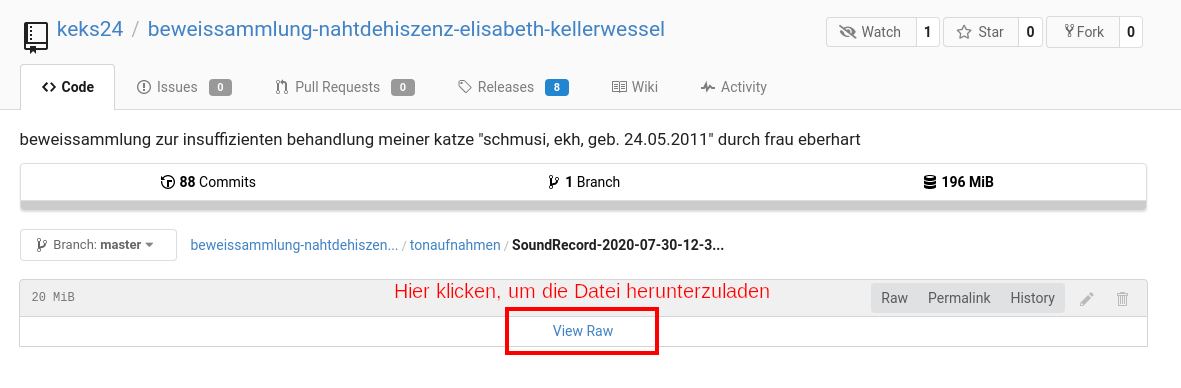 keks24 / beweissammlung-nahtdehiszenz-elisabeth-kellerwessel
Watch 1 Star 0 Fork 0
Code Issues 0 Pull Requests 0 Releases 8 Wiki Activity
beweissammlung zur insuffizienten behandlung meiner katze "schmusi, ekh, geb. 24.05.2011" durch frau eberhart
88 Commits 1 Branch 196 MiB
Branch: master beweissammlung-nahtdehiszen... / tonaufnahmen / SoundRecord-2020-07-30-12-3...
Hier klicken, um die Datei herunterzuladen
20 MiB Raw Permalink History
View Raw